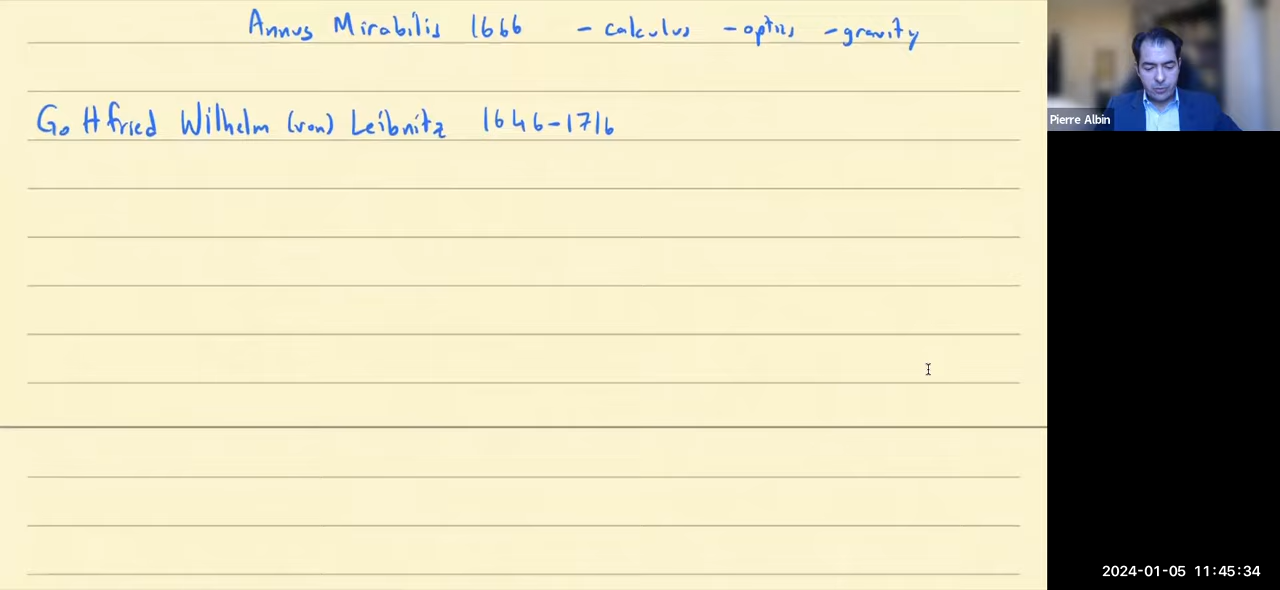 Annus Mirabilis 1666 - calculus - optics - gravity
Gottfried Wilhelm (von) Leibnitz 1646-1716
Pierre Albin
2024-01-05 11:45:34